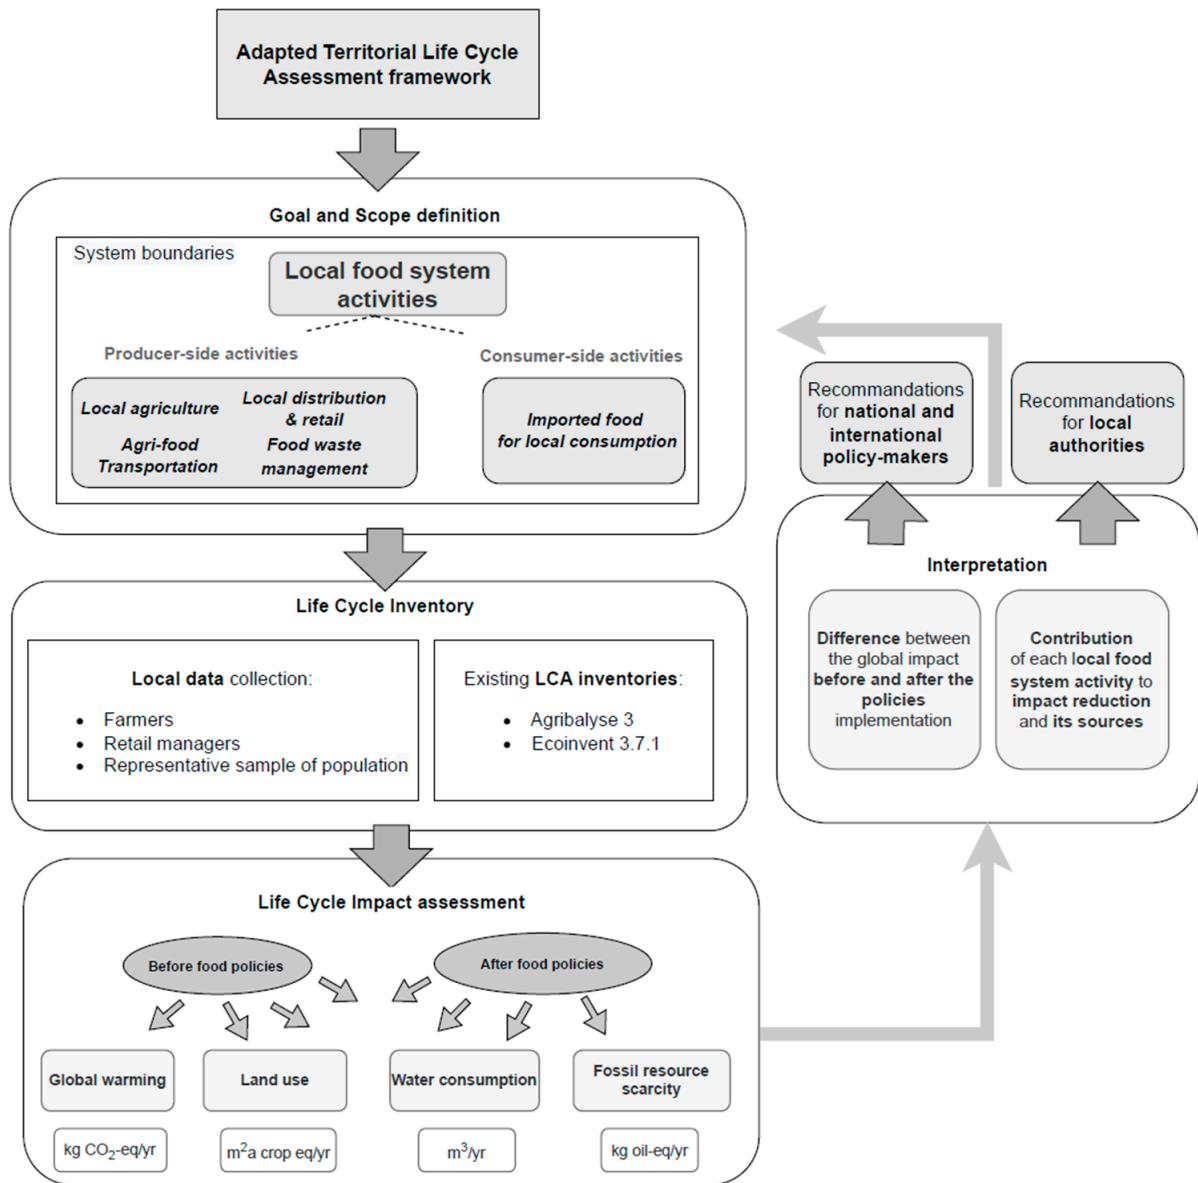 Adapted Territorial Life Cycle
Assessment framework
Goal and Scope definition
System boundaries
Local food system
activities
Producer-side activities
Consumer-side activities
Local agriculture
Local distribution
& retail
Agri-food
Transportation
Food waste
management
Imported food
for local consumption
Life Cycle Inventory
Local data collection:
• Farmers
• Retail managers
• Representative sample of population
Existing LCA inventories:
• Agribalyse 3
• Ecoinvent 3.7.1
Life Cycle Impact assessment
Before food policies
After food policies
Global warming
Land use
Water consumption
Fossil resource
scarcity
kg CO₂-eq/yr
m²a crop eq/yr
m³/yr
kg oil-eq/yr
Recommandations
for national and
international
policy-makers
Recommandations
for local
authorities
Interpretation
Difference between
the global impact
before and after the
policies
implementation
Contribution
of each local food
system activity to
impact reduction
and its sources